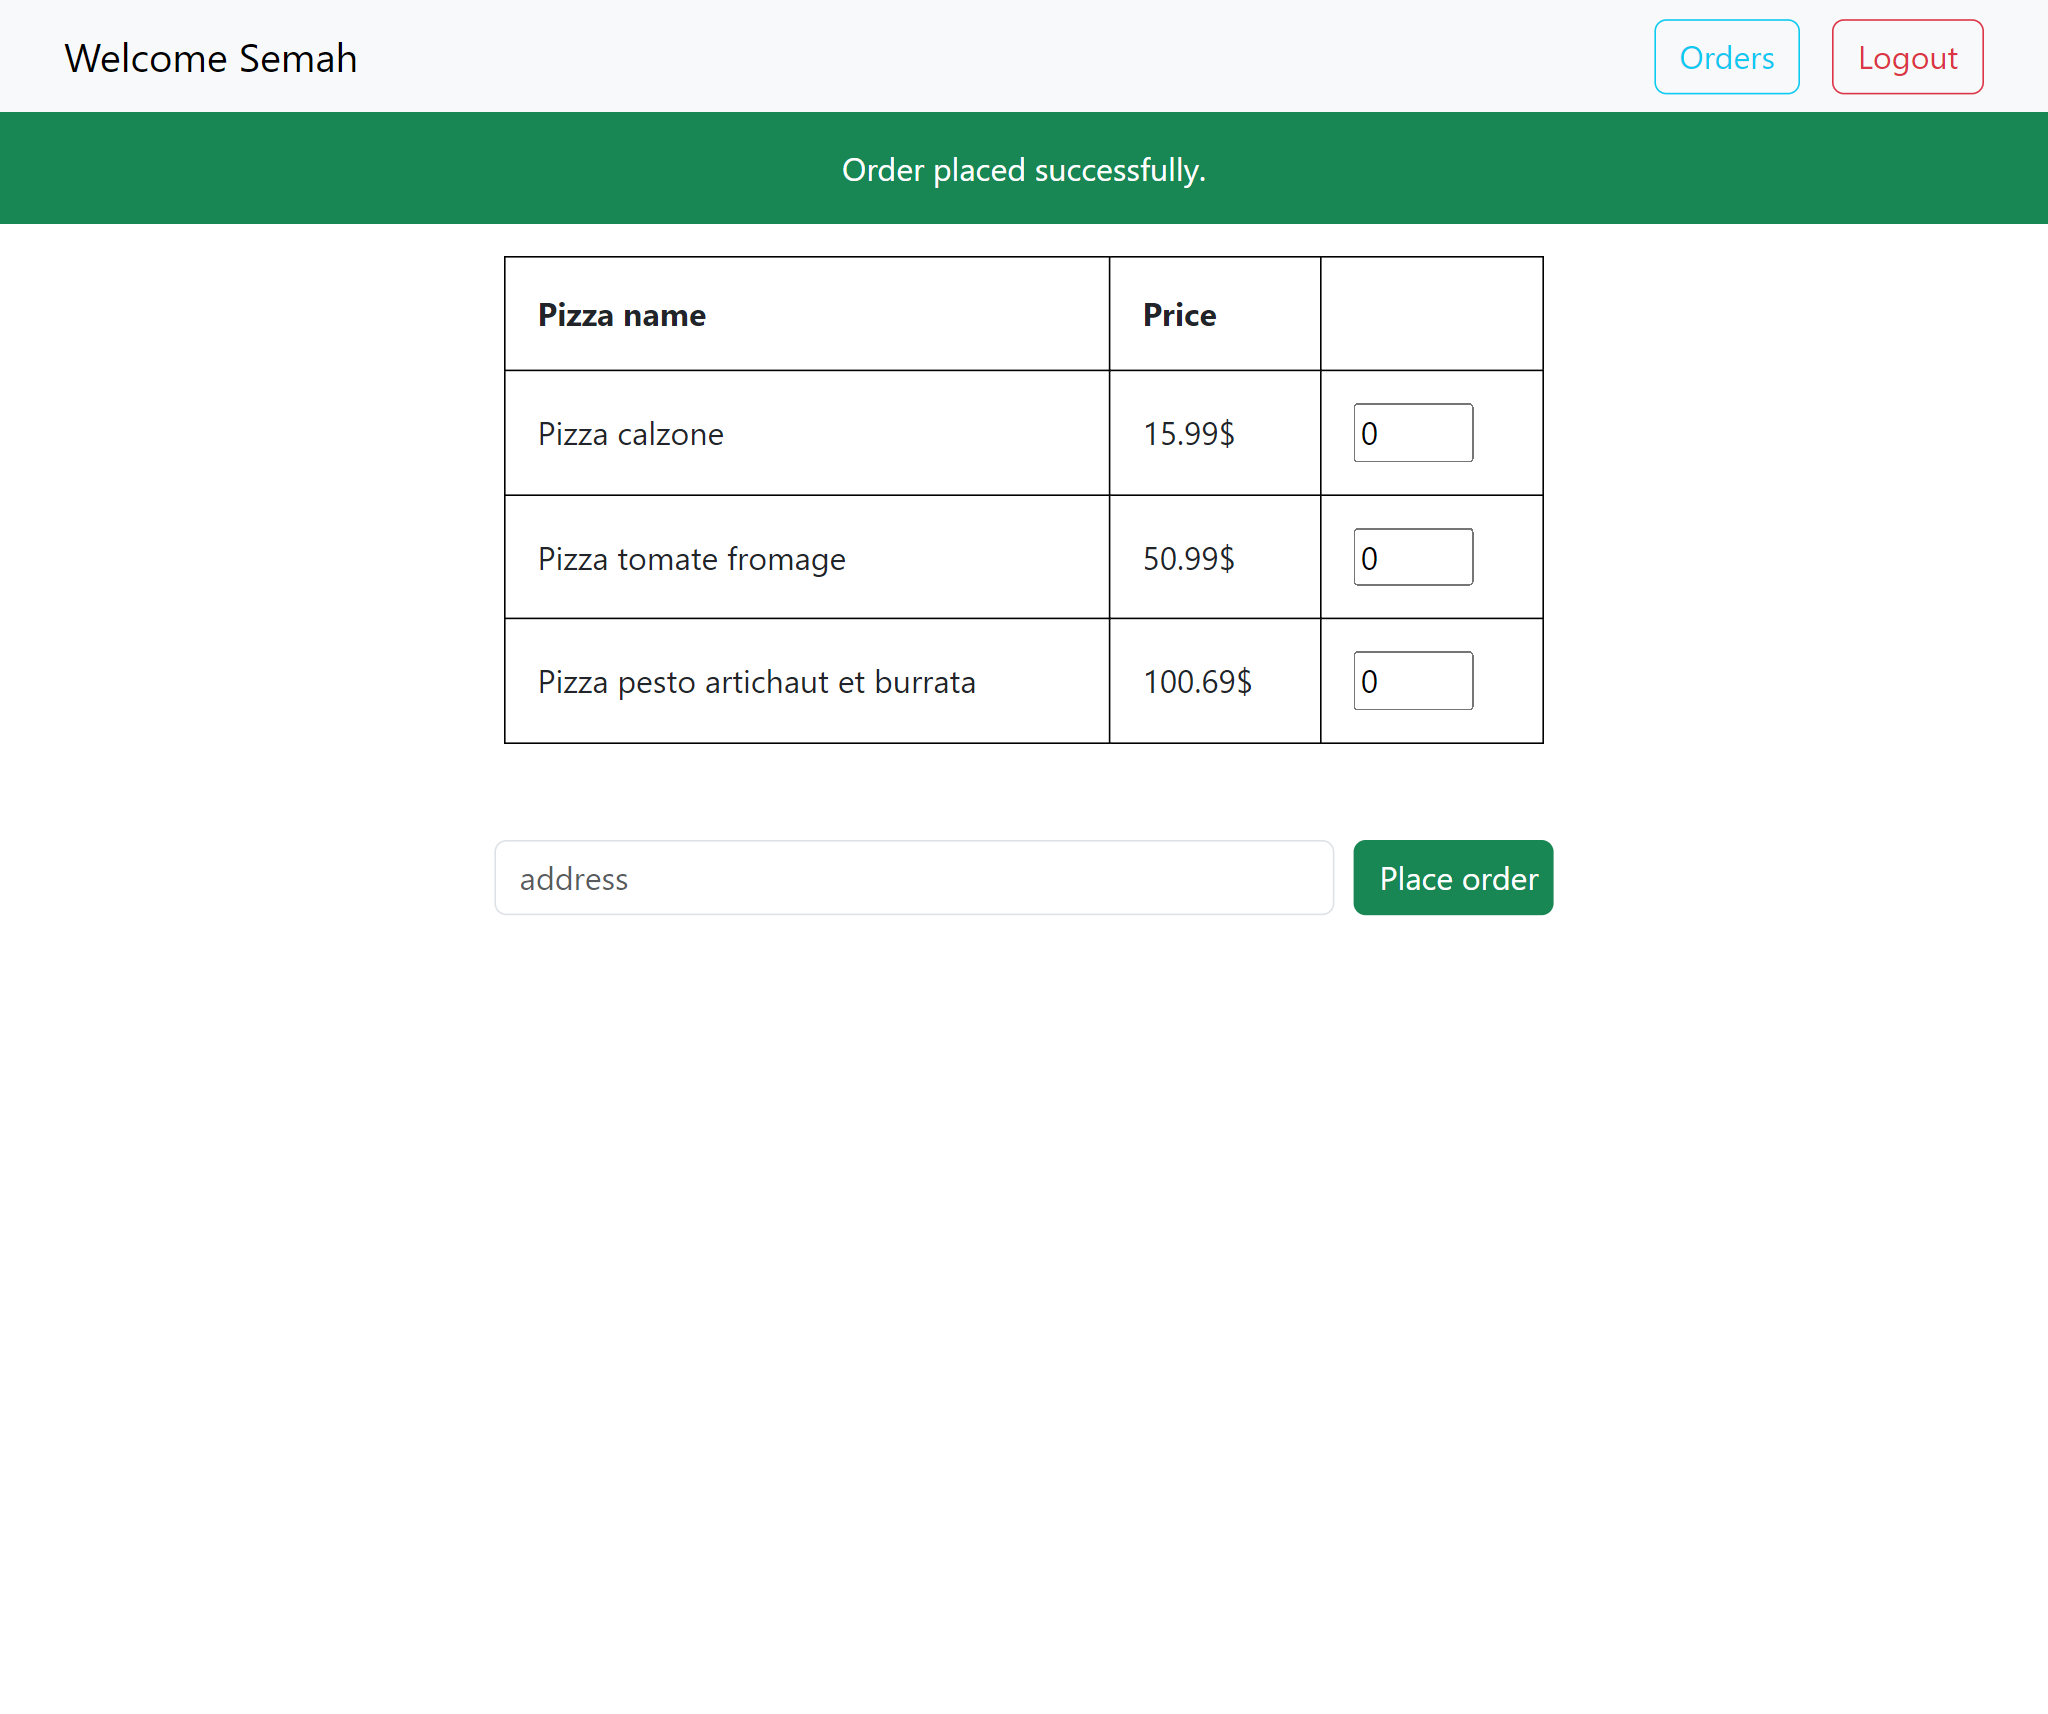 Welcome Semah Orders Logout
Order placed successfully.
Pizza name Price
Pizza calzone 15.99$ 0
Pizza tomate fromage 50.99$ 0
Pizza pesto artichaut et burrata 100.69$ 0
address Place order